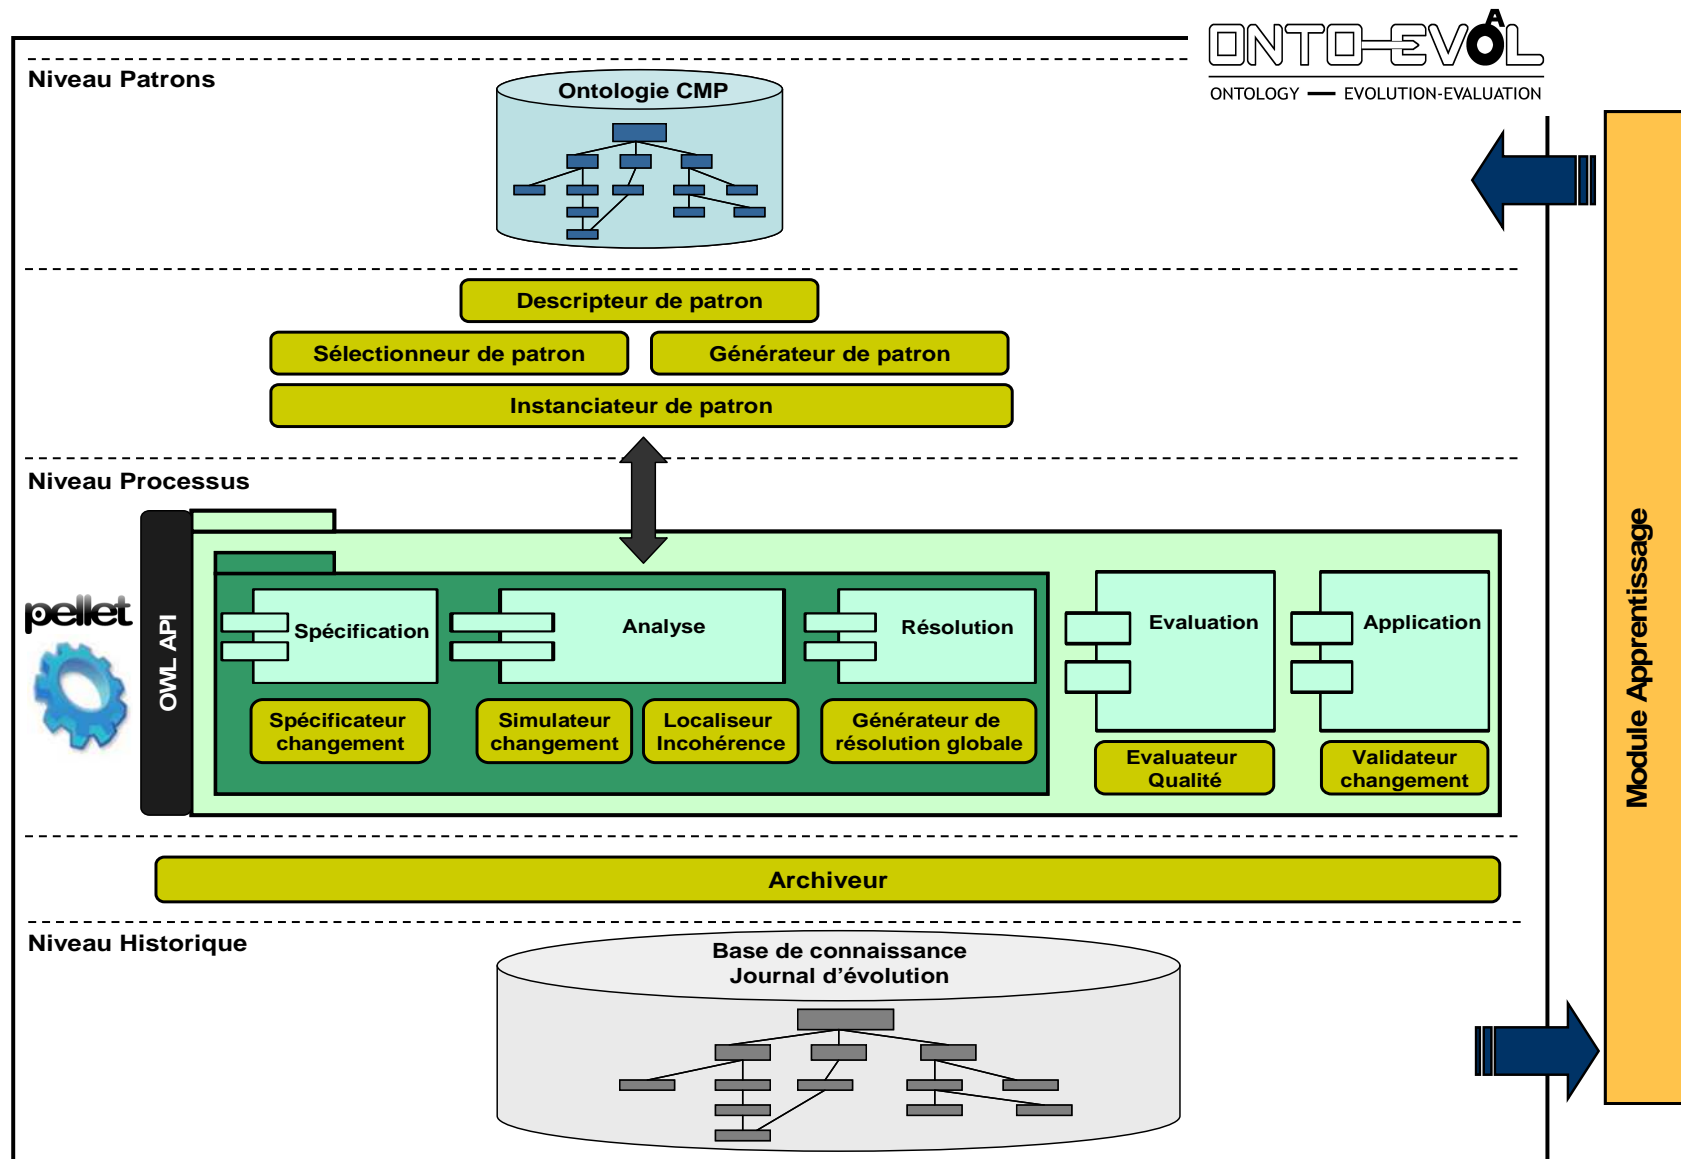 ONTO-EVOL
A
ONTOLOGY — EVOLUTION-EVALUATION
Niveau Patrons
Ontologie CMP
Descripteur de patron
Sélectionneur de patron
Générateur de patron
Instanciateur de patron
Niveau Processus
pellet
OWL API
Spécification
Analyse
Résolution
Evaluation
Application
Spécificateur
changement
Simulateur
changement
Localiseur
Incohérence
Générateur de
résolution globale
Evaluateur
Qualité
Validateur
changement
Archiveur
Niveau Historique
Base de connaissance
Journal d’évolution
Module Apprentissage